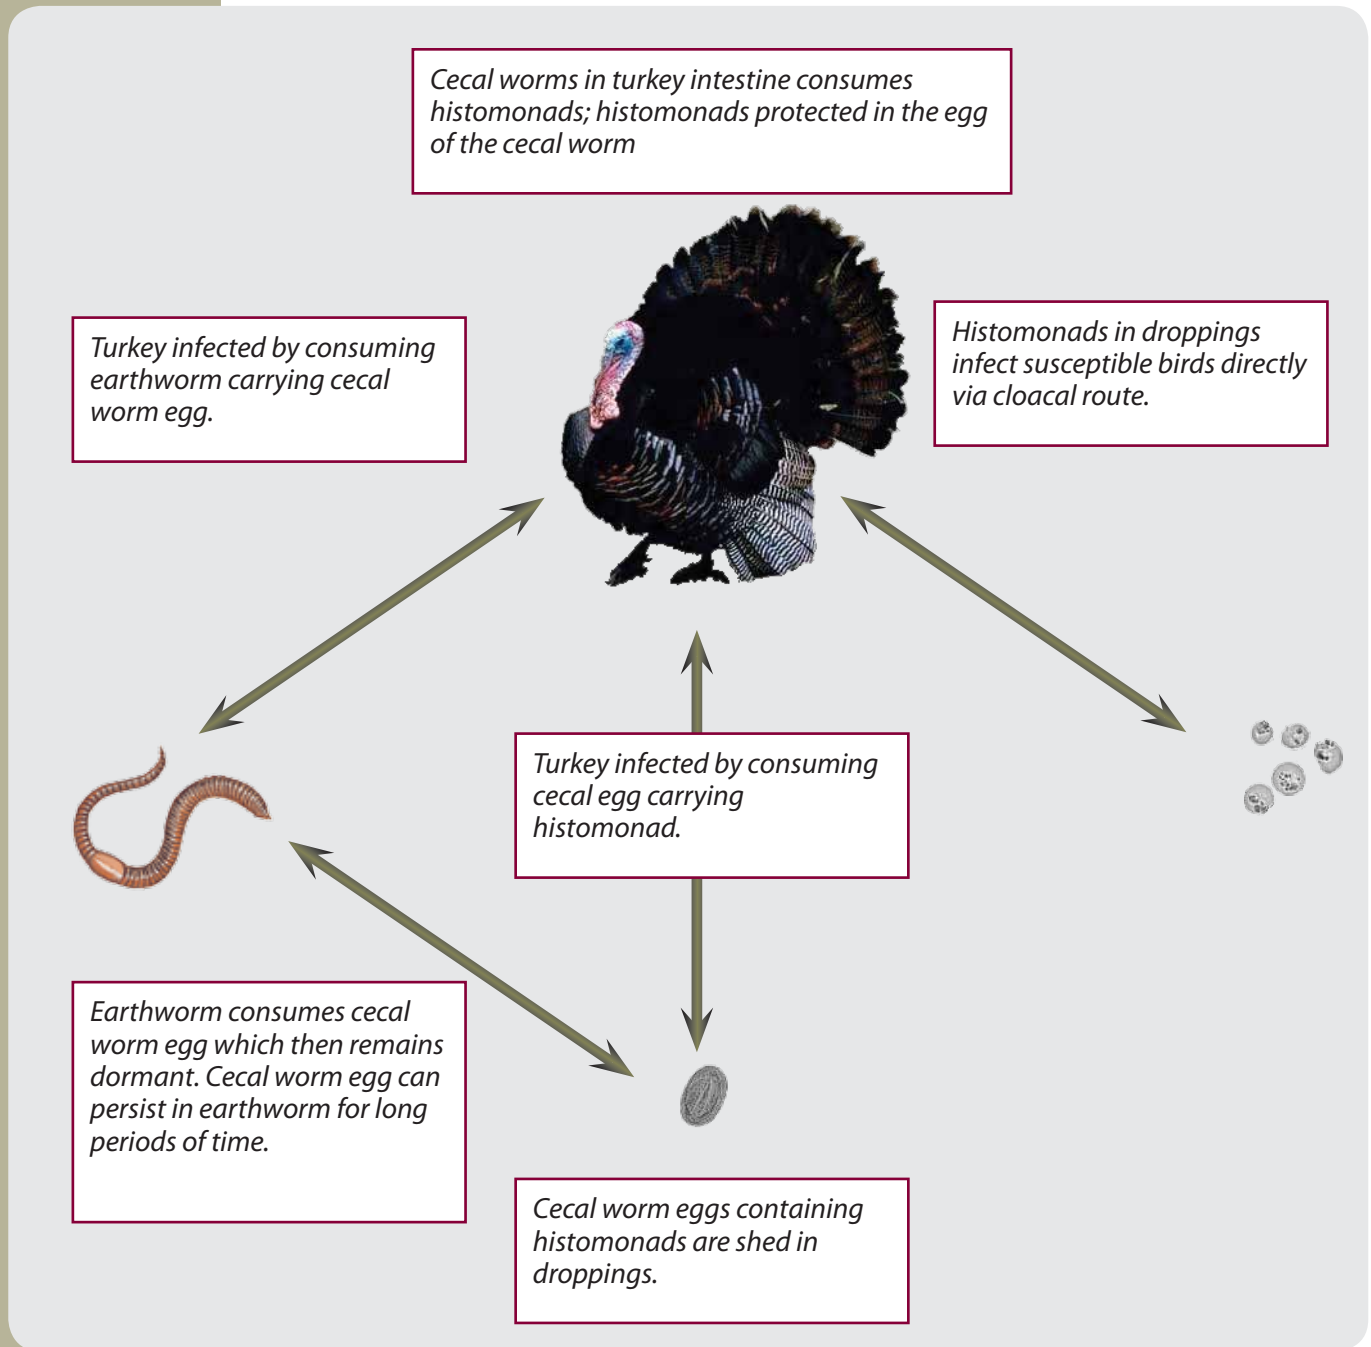 Cecal worms in turkey intestine consumes
histomonads; histomonads protected in the egg
of the cecal worm
Turkey infected by consuming
earthworm carrying cecal
worm egg.
Histomonads in droppings
infect susceptible birds directly
via cloacal route.
Turkey infected by consuming
cecal egg carrying
histomonad.
Earthworm consumes cecal
worm egg which then remains
dormant. Cecal worm egg can
persist in earthworm for long
periods of time.
Cecal worm eggs containing
histomonads are shed in
droppings.